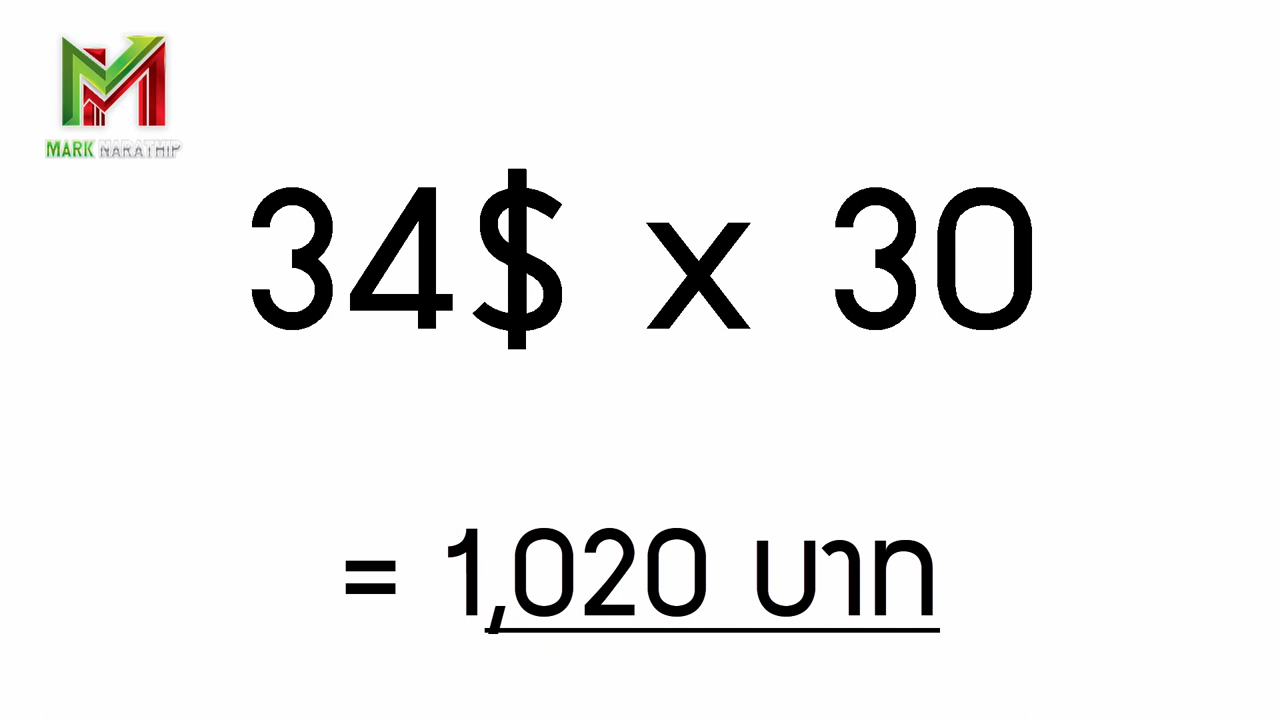 MARK NARATHIP
34$ x 30
= 1,020 บาท